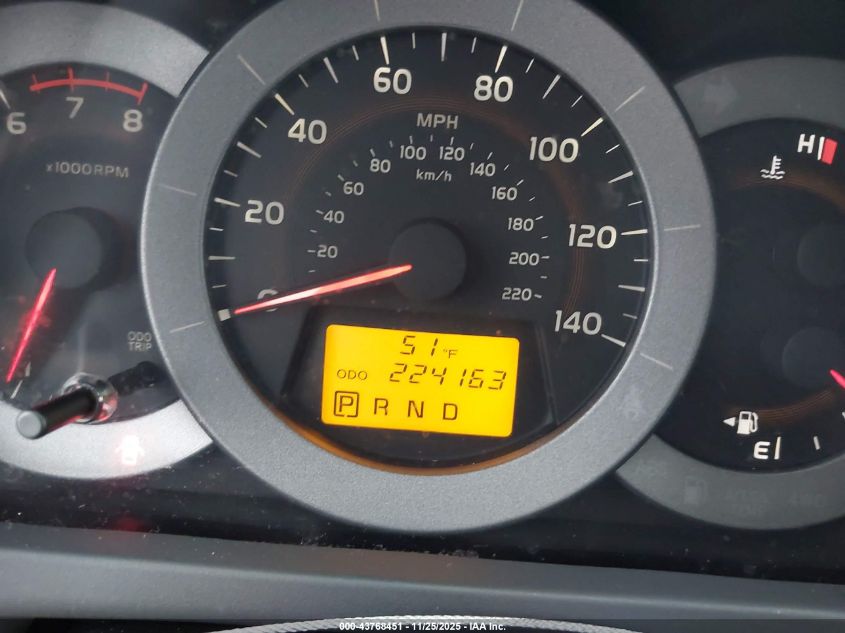 6 7 8
x1000RPM
ODO
TRIP
0 20 40 60 80 100 120 140
MPH
20 40 60 80 100 120 140 160 180 200 220
km/h
51°F
ODO 224163
P R N D
H
E
000-43768451 - 11/25/2025 - IAA Inc.